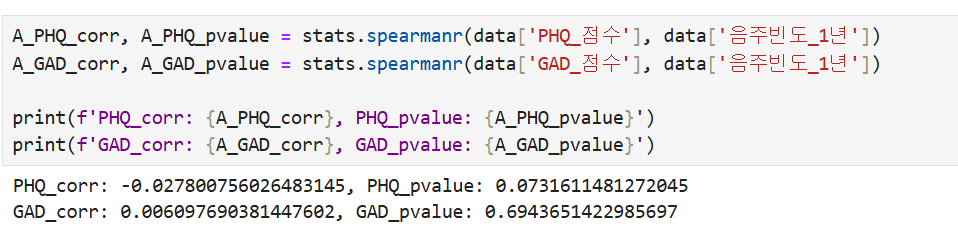 A_PHQ_corr, A_PHQ_pvalue = stats.spearmanr(data['PHQ_점수'], data['음주빈도_1년'])
A_GAD_corr, A_GAD_pvalue = stats.spearmanr(data['GAD_점수'], data['음주빈도_1년'])
print(f'PHQ_corr: {A_PHQ_corr}, PHQ_pvalue: {A_PHQ_pvalue}')
print(f'GAD_corr: {A_GAD_corr}, GAD_pvalue: {A_GAD_pvalue}')
PHQ_corr: -0.027800756026483145, PHQ_pvalue: 0.0731611481272045
GAD_corr: 0.006097690381447602, GAD_pvalue: 0.6943651422985697